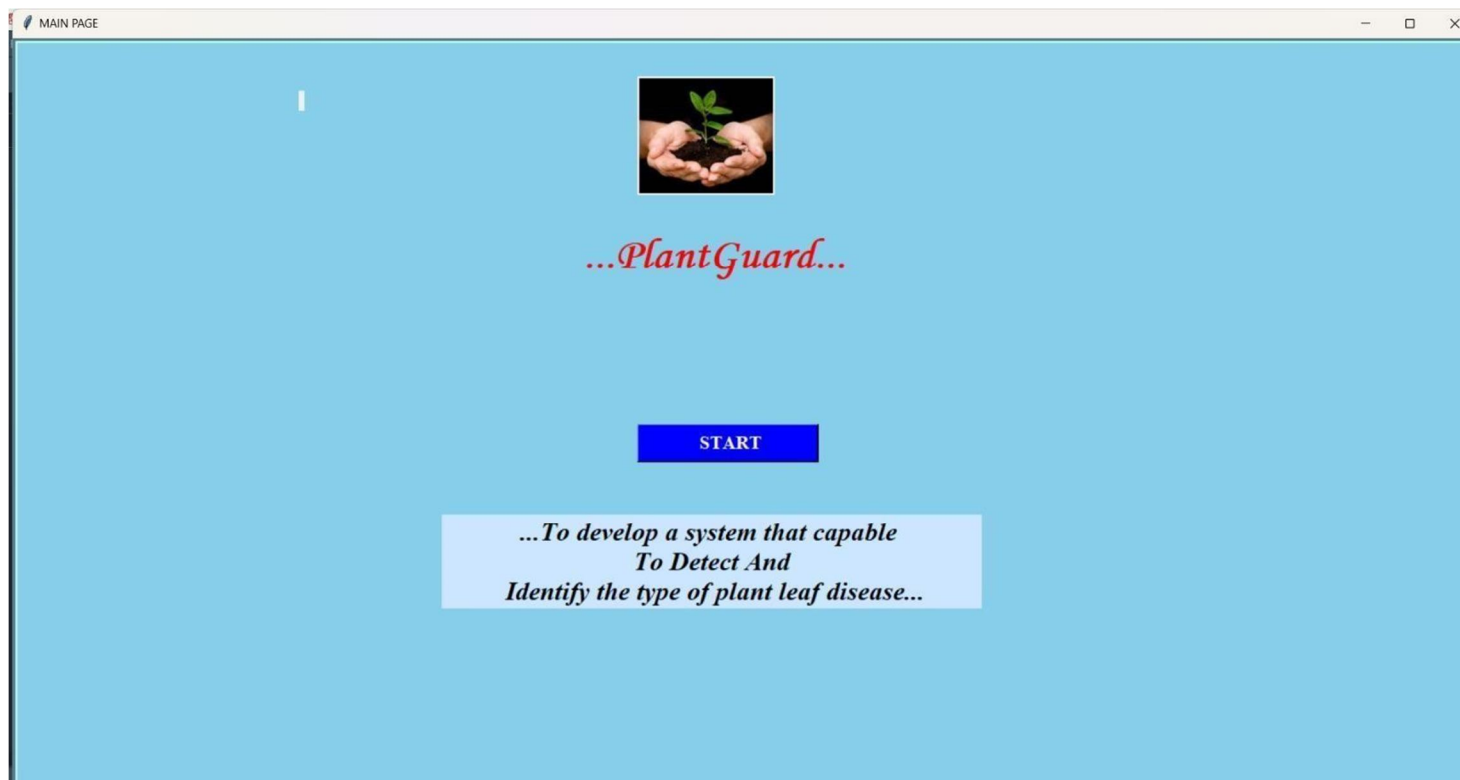 MAIN PAGE
...PlantGuard...
START
...To develop a system that capable
To Detect And
Identify the type of plant leaf disease...